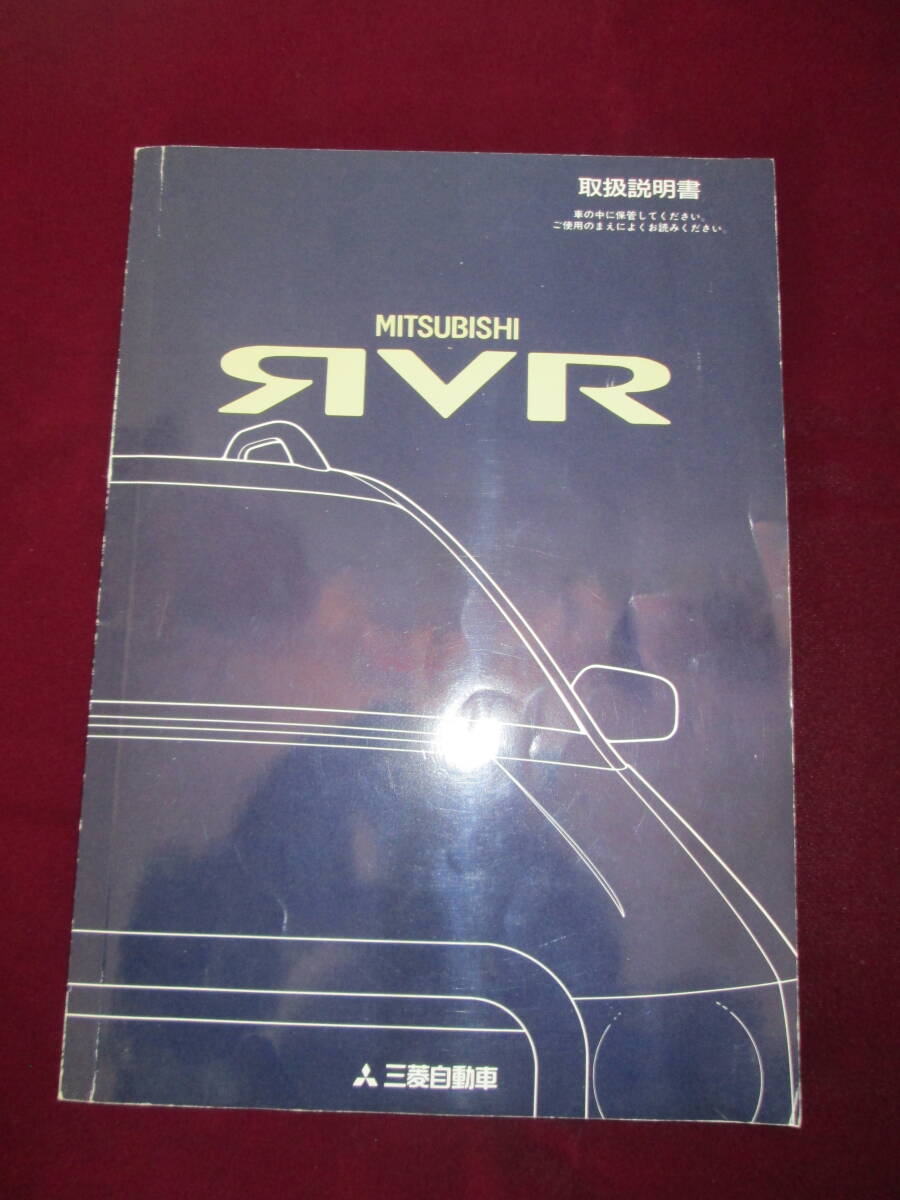 取扱説明書
車の中に保管してください。
ご使用のまえによくお読みください。
MITSUBISHI
RVR
三菱自動車